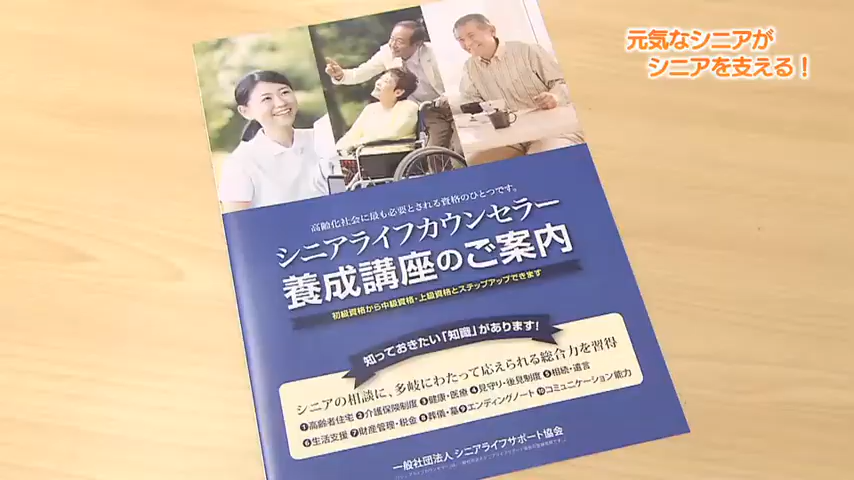 元気なシニアが
シニアを支える！
高齢化社会に最も必要とされる資格のひとつです。
シニアライフカウンセラー
養成講座のご案内
初級資格から中級資格・上級資格とステップアップできます
知っておきたい「知識」があります！
シニアの相談に、多岐にわたって応えられる総合力を習得
❶高齢者住宅 ❷介護保険制度 ❸健康・医療 ❹見守り・後見制度 ❺相続・遺言
❻生活支援 ❼財産管理・税金 ❽葬儀・墓 ❾エンディングノート ❿コミュニケーション能力
一般社団法人 シニアライフサポート協会